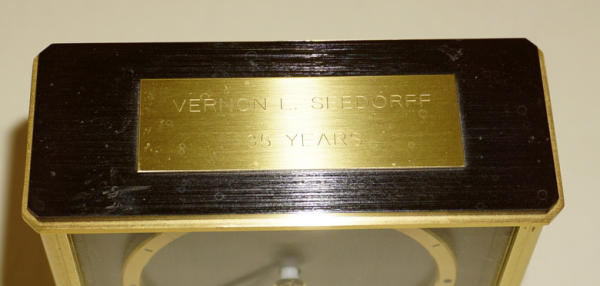 VERNON L. SEEDORFF
35 YEARS